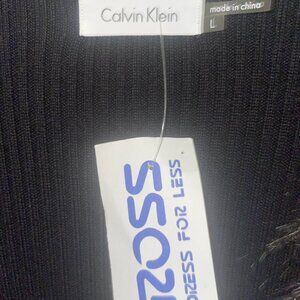 Calvin Klein
made in china
L
ROSS
DRESS FOR LESS